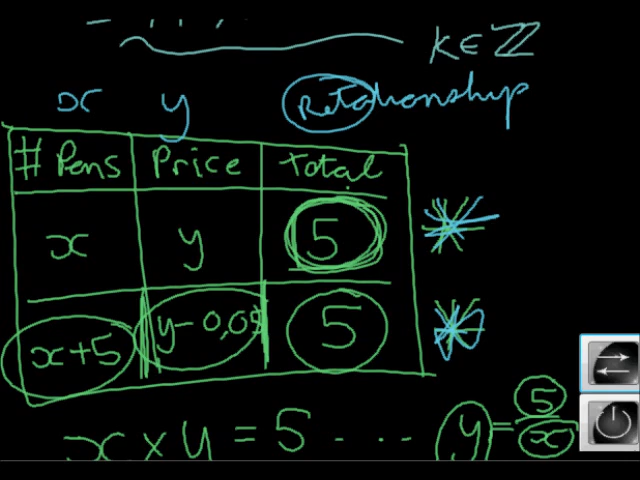 k∈ℤ
x y Relationship
# Pens Price Total
x y 5
x+5 y-0,05 5
x × y = 5 ... y = 5/x